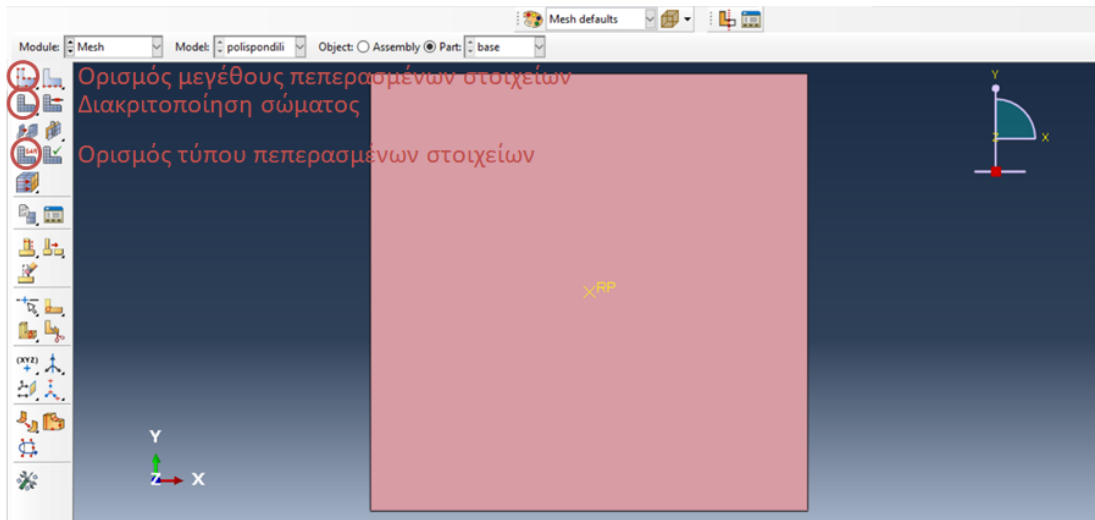 Mesh defaults
Module: Mesh Model: polispondili Object: Assembly Part: base
Ορισμός μεγέθους πεπερασμένων στοιχείων
Διακριτοποίηση σώματος
Ορισμός τύπου πεπερασμένων στοιχείων
Y
Z X
RP
(XYZ)
Y
Z X